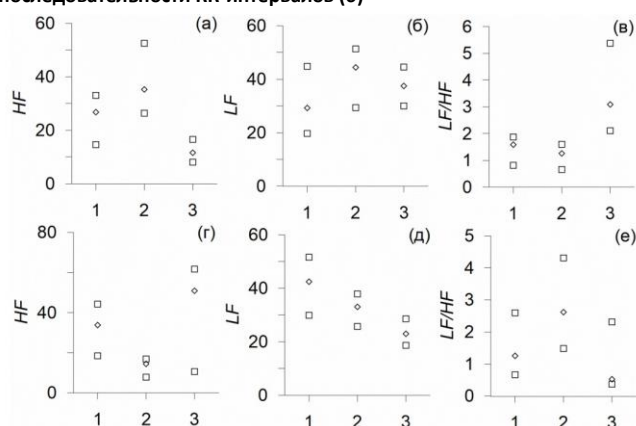 последовательности RR-интервалов (б)
60 (а) 60 (б) 6 (в)
5
40 40 4
HF LF LF/HF 3
20 20 2
1
0 0 0
1 2 3 1 2 3 1 2 3
80 (г) 60 (д) 5 (е)
4
40
HF 40 LF LF/HF 3
2
20
1
0 0 0
1 2 3 1 2 3 1 2 3